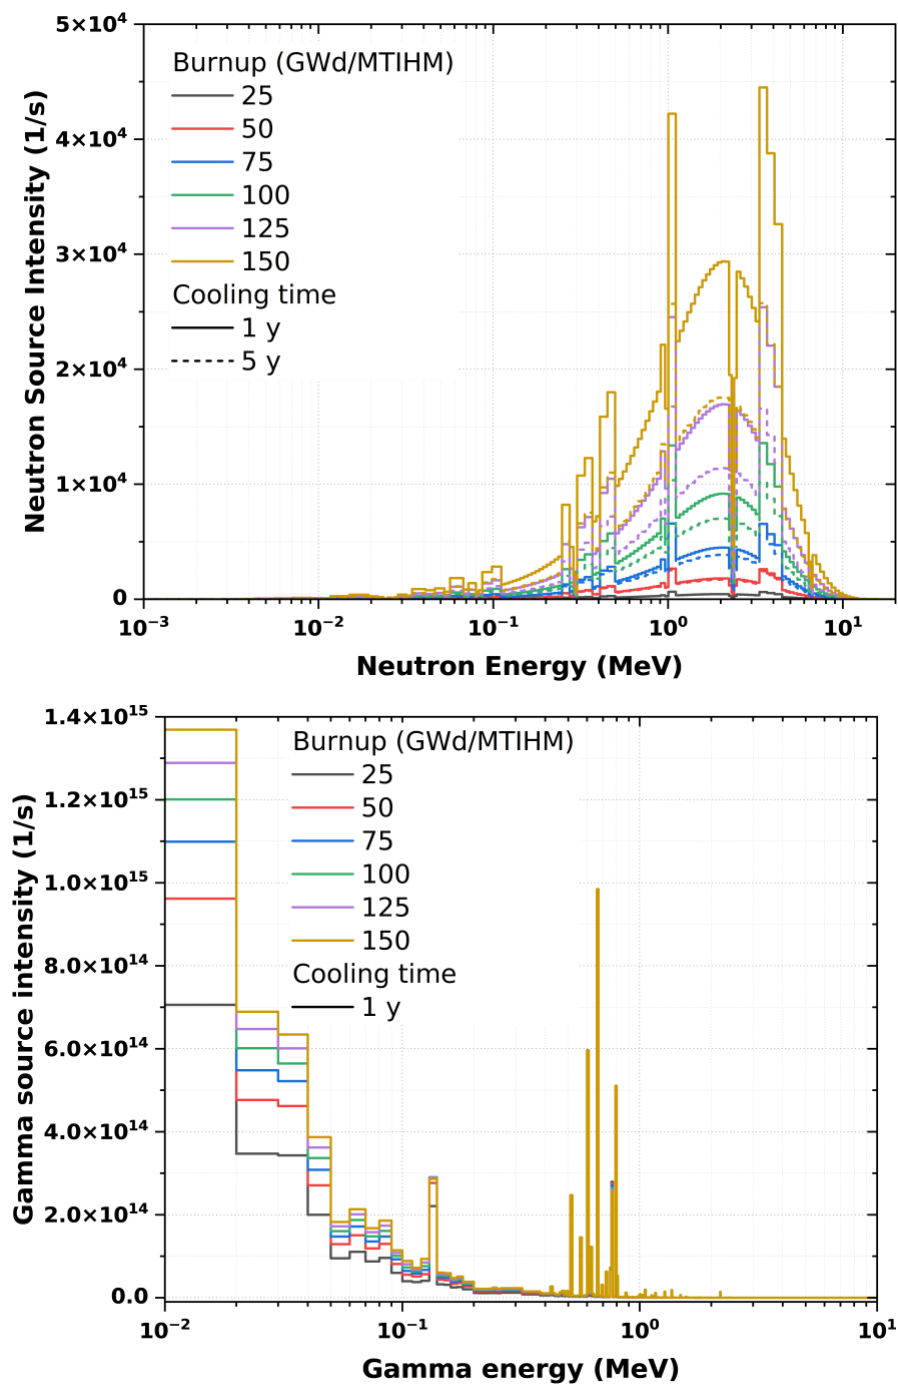 5×10⁴
4×10⁴
3×10⁴
2×10⁴
1×10⁴
0
Neutron Source Intensity (1/s)
Burnup (GWd/MTIHM)
25
50
75
100
125
150
Cooling time
1 y
5 y
10⁻³ 10⁻² 10⁻¹ 10⁰ 10¹
Neutron Energy (MeV)
1.4×10¹⁵
1.2×10¹⁵
1.0×10¹⁵
8.0×10¹⁴
6.0×10¹⁴
4.0×10¹⁴
2.0×10¹⁴
0.0
Gamma source intensity (1/s)
Burnup (GWd/MTIHM)
25
50
75
100
125
150
Cooling time
1 y
10⁻² 10⁻¹ 10⁰ 10¹
Gamma energy (MeV)